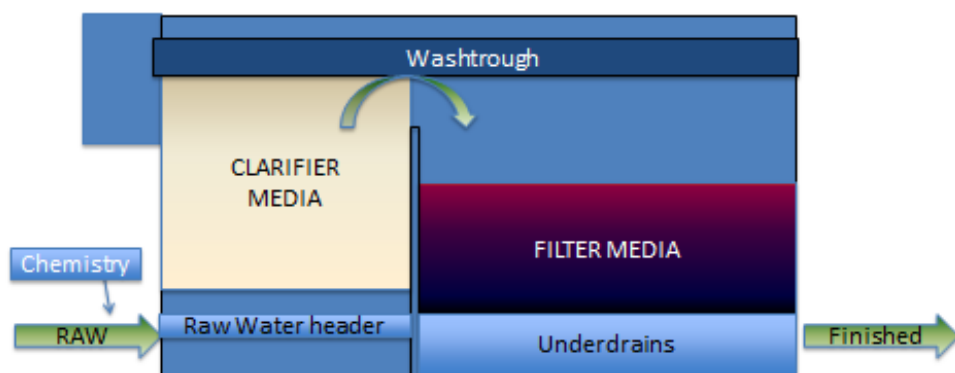 Washtrough
CLARIFIER
MEDIA
FILTER MEDIA
Chemistry
RAW
Raw Water header
Underdrains
Finished